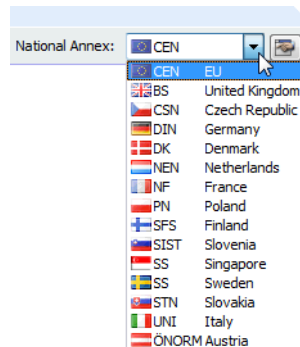 National Annex: CEN
CEN EU
BS United Kingdom
CSN Czech Republic
DIN Germany
DK Denmark
NEN Netherlands
NF France
PN Poland
SFS Finland
SIST Slovenia
SS Singapore
SS Sweden
STN Slovakia
UNI Italy
ÖNORM Austria